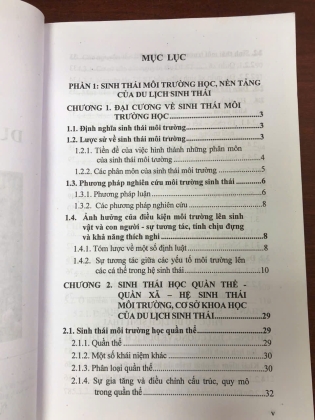 MỤC LỤC
PHẦN 1: SINH THÁI MÔI TRƯỜNG HỌC, NỀN TẢNG
CỦA DU LỊCH SINH THÁI
CHƯƠNG 1. ĐẠI CƯƠNG VỀ SINH THÁI MÔI
TRƯỜNG HỌC.....................................3
1.1. Định nghĩa sinh thái môi trường...........................3
1.2. Lược sử về sinh thái môi trường...........................3
1.2.1. Tiền đề của việc hình thành những phân môn
của sinh thái môi trường.................................4
1.2.2. Các phân môn của sinh thái môi trường..............5
1.3. Phương pháp nghiên cứu môi trường sinh thái...........6
1.3.1. Phương pháp luận.....................................6
1.3.2. Các phương pháp nghiên cứu..........................8
1.4. Ảnh hưởng của điều kiện môi trường lên sinh
vật và con người - sự tương tác, tính chịu đựng
và khả năng thích nghi.......................................8
1.4.1. Tóm lược về một số định luật........................8
1.4.2. Sự tương tác giữa các yếu tố môi trường lên
các cá thể trong hệ sinh thái............................10
CHƯƠNG 2. SINH THÁI HỌC QUẦN THỂ -
QUẦN XÃ – HỆ SINH THÁI
MÔI TRƯỜNG, CƠ SỞ KHOA HỌC
CỦA DU LỊCH SINH THÁI.....................29
2.1. Sinh thái môi trường học quần thể.......................29
2.1.1. Quần thể.............................................29
2.1.2. Một số khái niệm khác...............................29
2.1.3. Phân loại quần thể..................................29
2.1.4. Sự gia tăng và điều chỉnh cấu trúc, quy mô
trong quần thể..........................................32
v